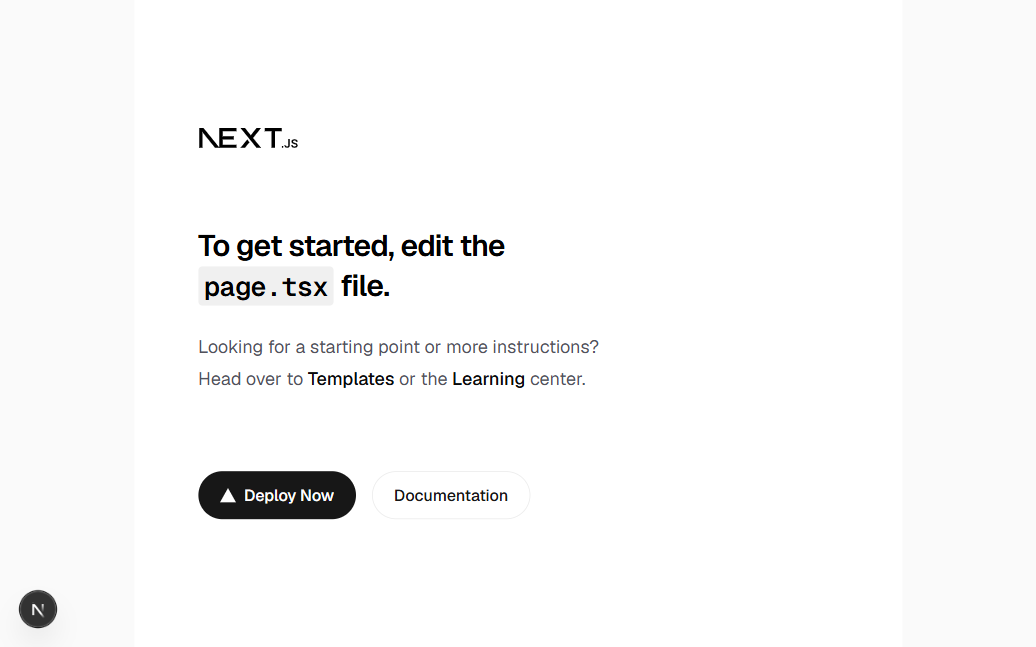 NEXT.JS
To get started, edit the
page.tsx file.
Looking for a starting point or more instructions?
Head over to Templates or the Learning center.
Deploy Now
Documentation
N